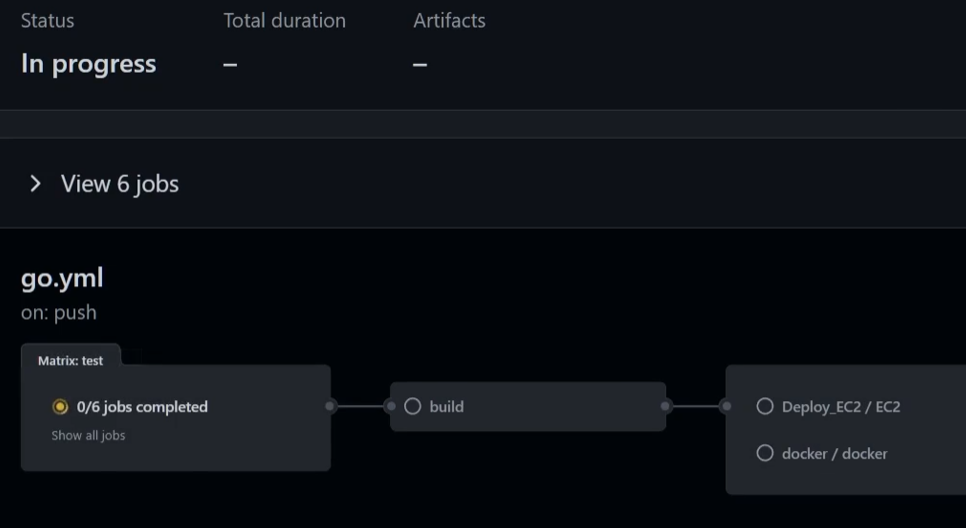 Status Total duration Artifacts
In progress – –
View 6 jobs
go.yml
on: push
Matrix: test
0/6 jobs completed
Show all jobs
build
Deploy_EC2 / EC2
docker / docker